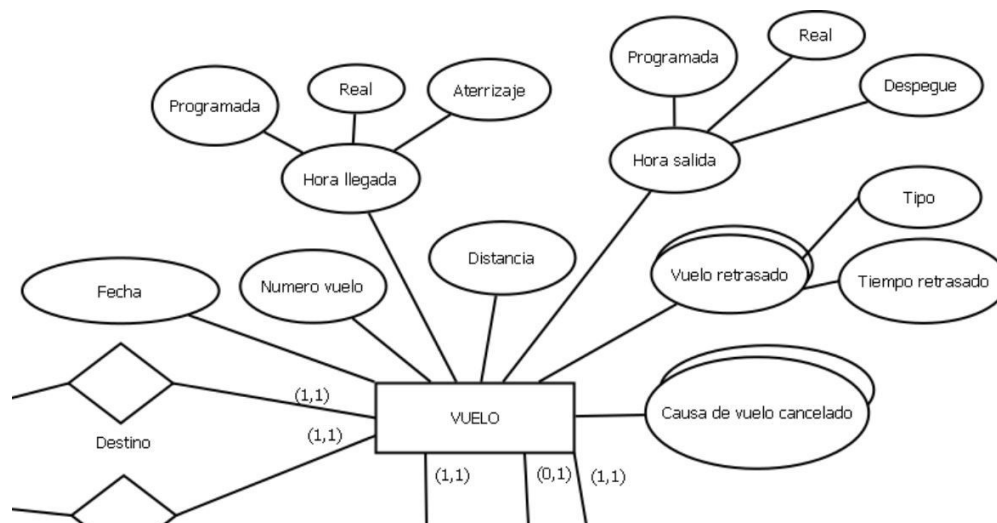 Programada
Real
Aterrizaje
Hora llegada
Programada
Real
Despegue
Hora salida
Tipo
Vuelo retrasado
Tiempo retrasado
Distancia
Numero vuelo
Fecha
(1,1)
Destino
(1,1)
VUELO
Causa de vuelo cancelado
(1,1)
(0,1)
(1,1)